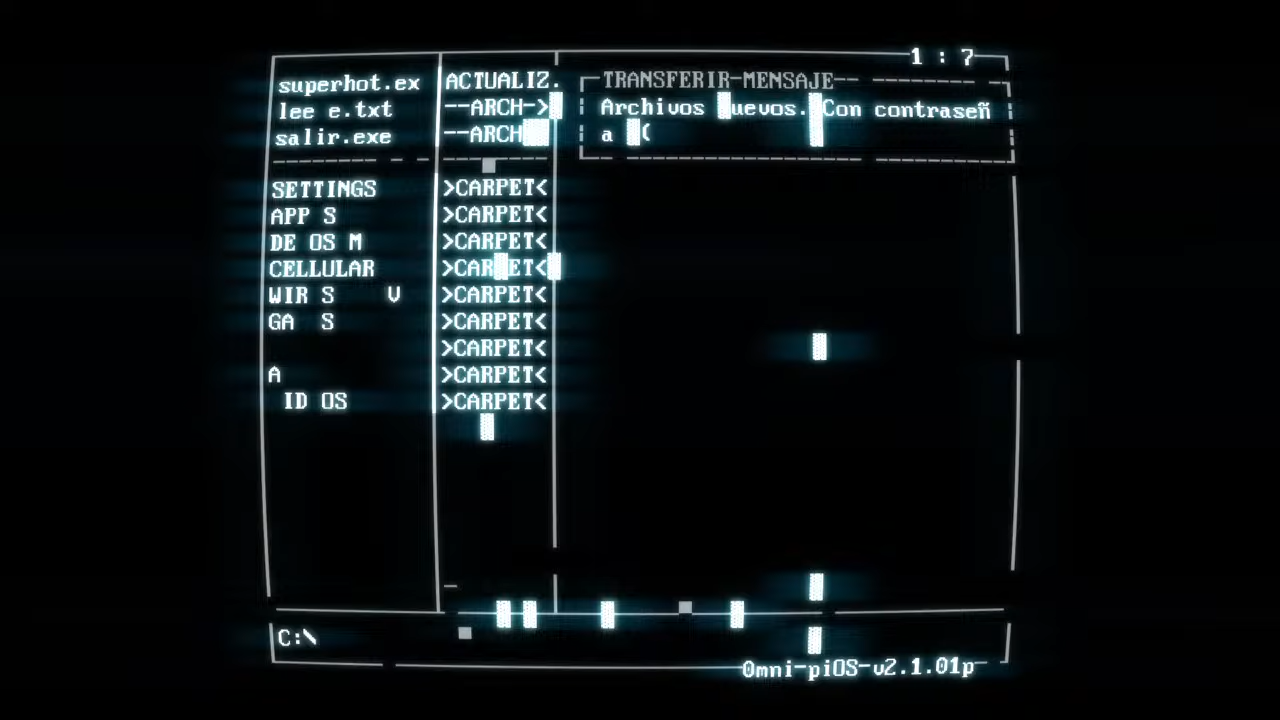 1 : 7
superhot.ex ACTUALIZ.
lee e.txt --ARCH->
salir.exe --ARCH
TRANSFERIR-MENSAJE
Archivos uevos. Con contraseñ
a (
SETTINGS >CARPET<
APP S >CARPET<
DE OS M >CARPET<
CELLULAR >CAR ET<
WIR S V >CARPET<
GA S >CARPET<
>CARPET<
A >CARPET<
ID OS >CARPET<
C:\
0mni-piOS-v2.1.01p